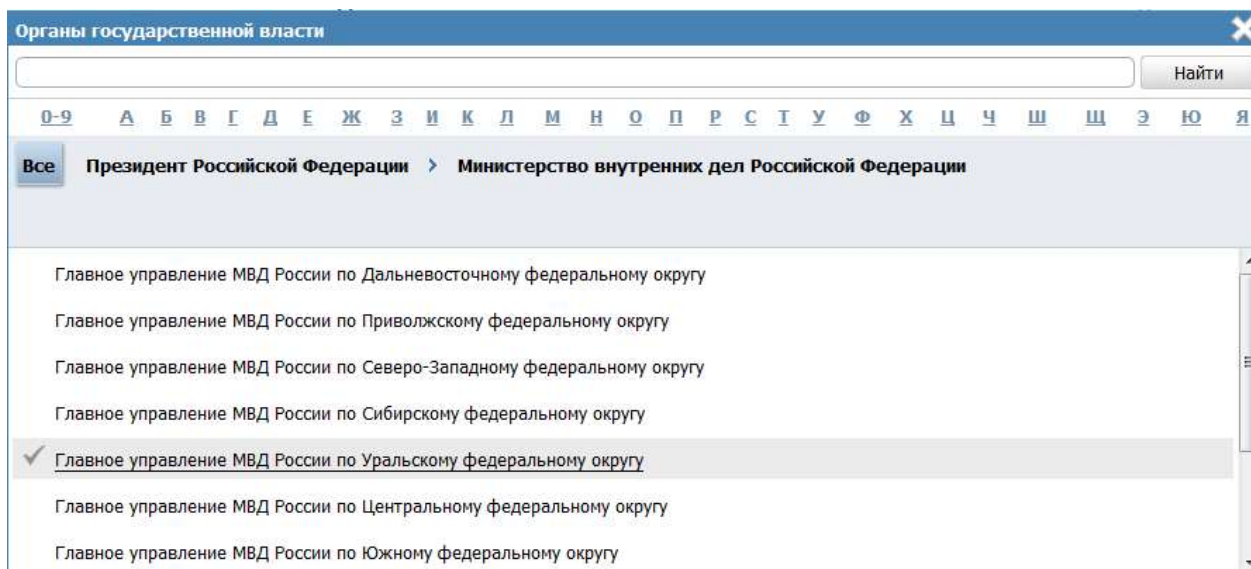 Органы государственной власти
Найти
0-9 А Б В Г Д Е Ж З И К Л М Н О П Р С Т У Ф Х Ц Ч Ш Щ Э Ю Я
Все Президент Российской Федерации > Министерство внутренних дел Российской Федерации
Главное управление МВД России по Дальневосточному федеральному округу
Главное управление МВД России по Приволжскому федеральному округу
Главное управление МВД России по Северо-Западному федеральному округу
Главное управление МВД России по Сибирскому федеральному округу
Главное управление МВД России по Уральскому федеральному округу
Главное управление МВД России по Центральному федеральному округу
Главное управление МВД России по Южному федеральному округу